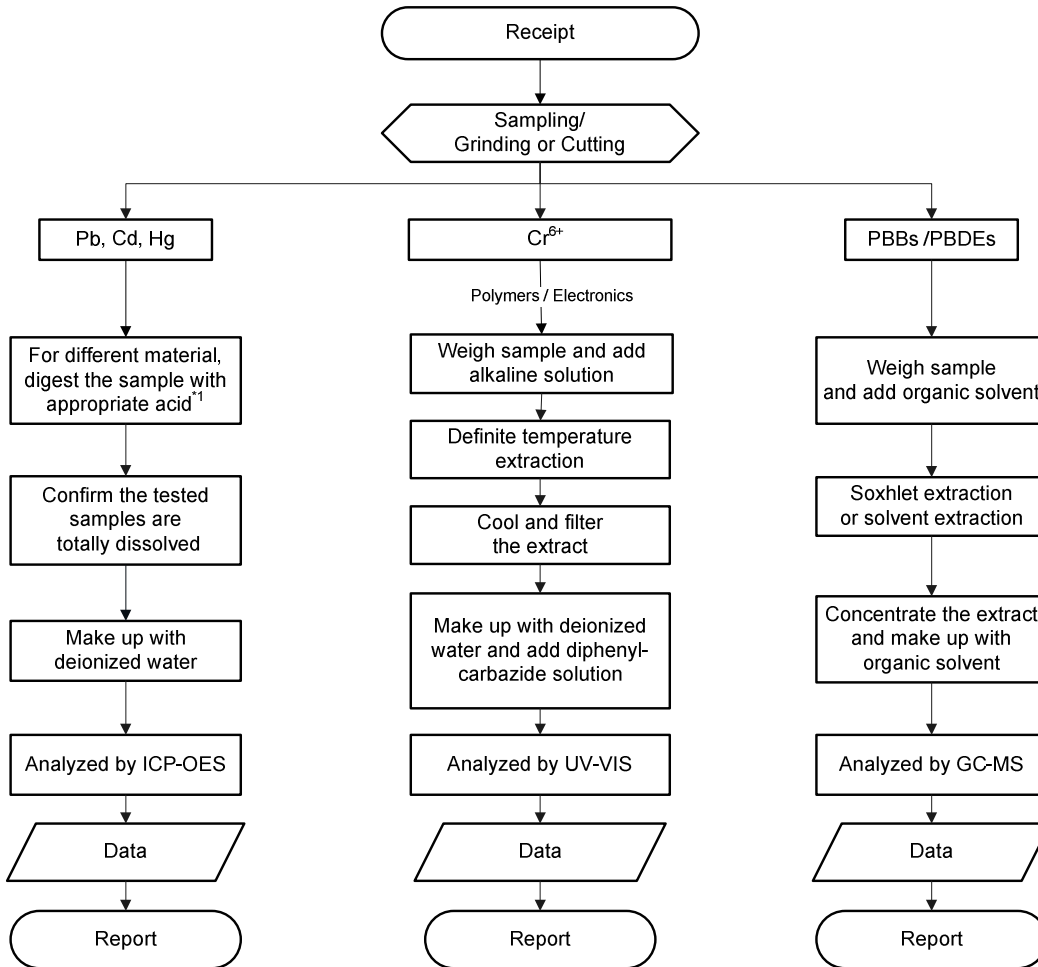 Receipt
Sampling/
Grinding or Cutting
Pb, Cd, Hg
For different material,
digest the sample with
appropriate acid*1
Confirm the tested
samples are
totally dissolved
Make up with
deionized water
Analyzed by ICP-OES
Data
Report
Cr6+
Polymers / Electronics
Weigh sample and add
alkaline solution
Definite temperature
extraction
Cool and filter
the extract
Make up with deionized
water and add diphenyl-
carbazide solution
Analyzed by UV-VIS
Data
Report
PBBs /PBDEs
Weigh sample
and add organic solvent
Soxhlet extraction
or solvent extraction
Concentrate the extract
and make up with
organic solvent
Analyzed by GC-MS
Data
Report